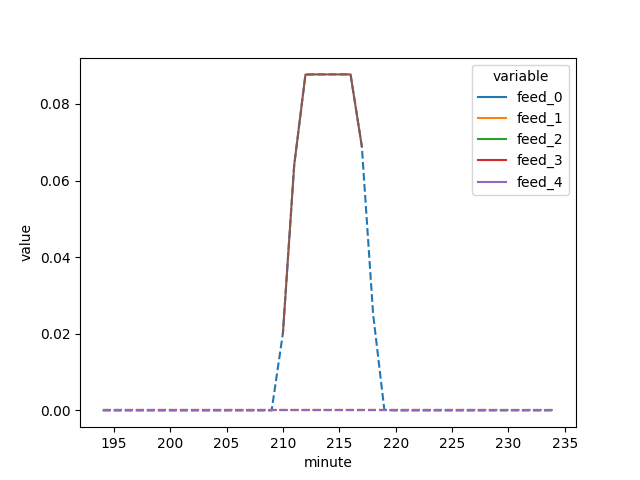 variable
feed_0
feed_1
feed_2
feed_3
feed_4
value
0.08
0.06
0.04
0.02
0.00
195 200 205 210 215 220 225 230 235
minute